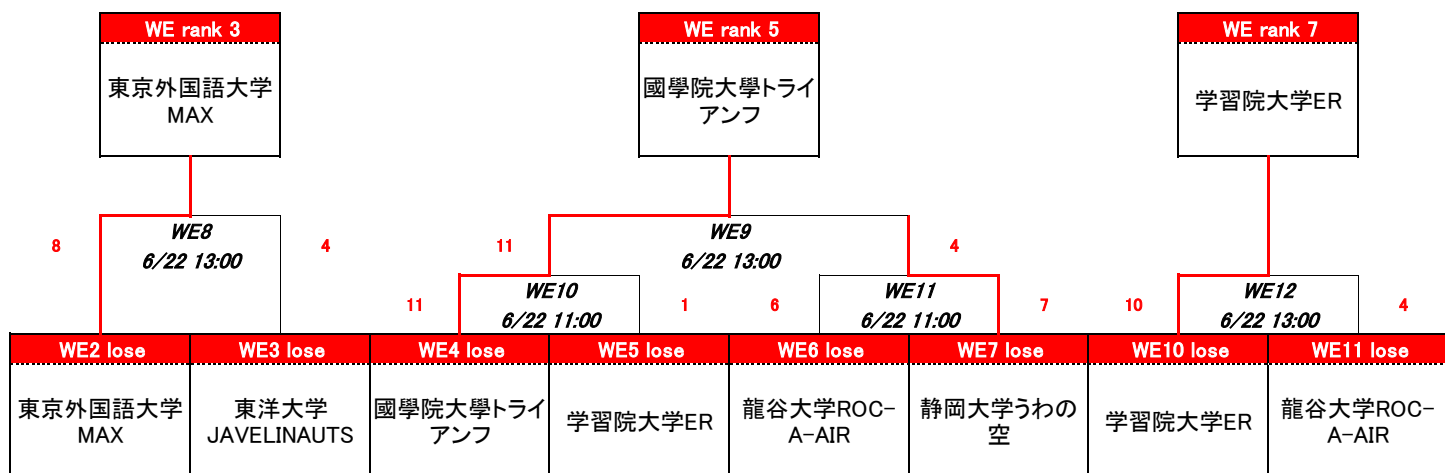 WE rank 3
WE rank 5
WE rank 7
東京外国語大学
MAX
國學院大學トライ
アンフ
学習院大学ER
8
WE8
6/22 13:00
4
11
WE9
6/22 13:00
4
11
WE10
6/22 11:00
1
6
WE11
6/22 11:00
7
10
WE12
6/22 13:00
4
WE2 lose
WE3 lose
WE4 lose
WE5 lose
WE6 lose
WE7 lose
WE10 lose
WE11 lose
東京外国語大学
MAX
東洋大学
JAVELINAUTS
國學院大學トライ
アンフ
学習院大学ER
龍谷大学ROC-
A-AIR
静岡大学うわの
空
学習院大学ER
龍谷大学ROC-
A-AIR